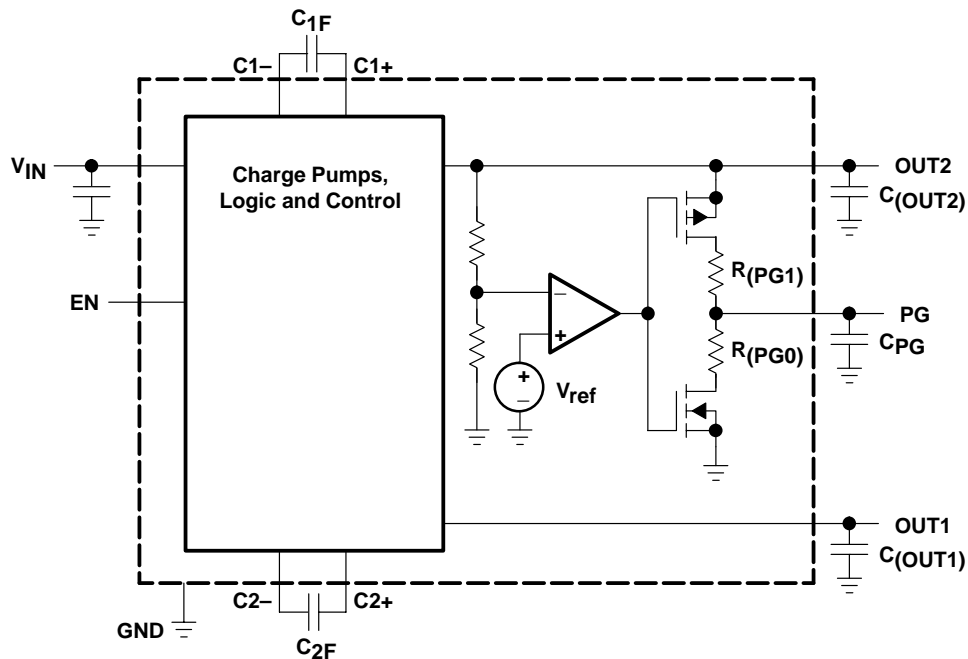 C1F
C1– C1+
VIN
Charge Pumps,
Logic and Control
OUT2
C(OUT2)
R(PG1)
EN
–
+
PG
CPG
R(PG0)
+
–
Vref
OUT1
C(OUT1)
C2– C2+
GND
C2F